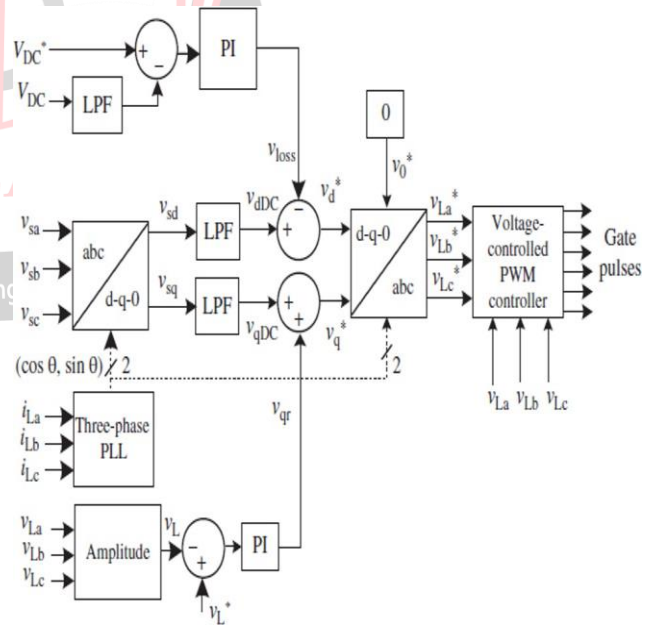 V_DC*
V_DC
LPF
+
−
PI
v_loss
0
v_0*
v_sa
v_sb
v_sc
abc
d-q-0
v_sd
v_sq
LPF
LPF
v_dDC
v_qDC
−
+
+
+
v_d*
v_q*
d-q-0
abc
v_La*
v_Lb*
v_Lc*
Voltage-
controlled
PWM
controller
Gate
pulses
v_La v_Lb v_Lc
(cos θ, sin θ)
2
2
i_La
i_Lb
i_Lc
Three-phase
PLL
v_qr
v_La
v_Lb
v_Lc
Amplitude
v_L
−
+
PI
v_L*